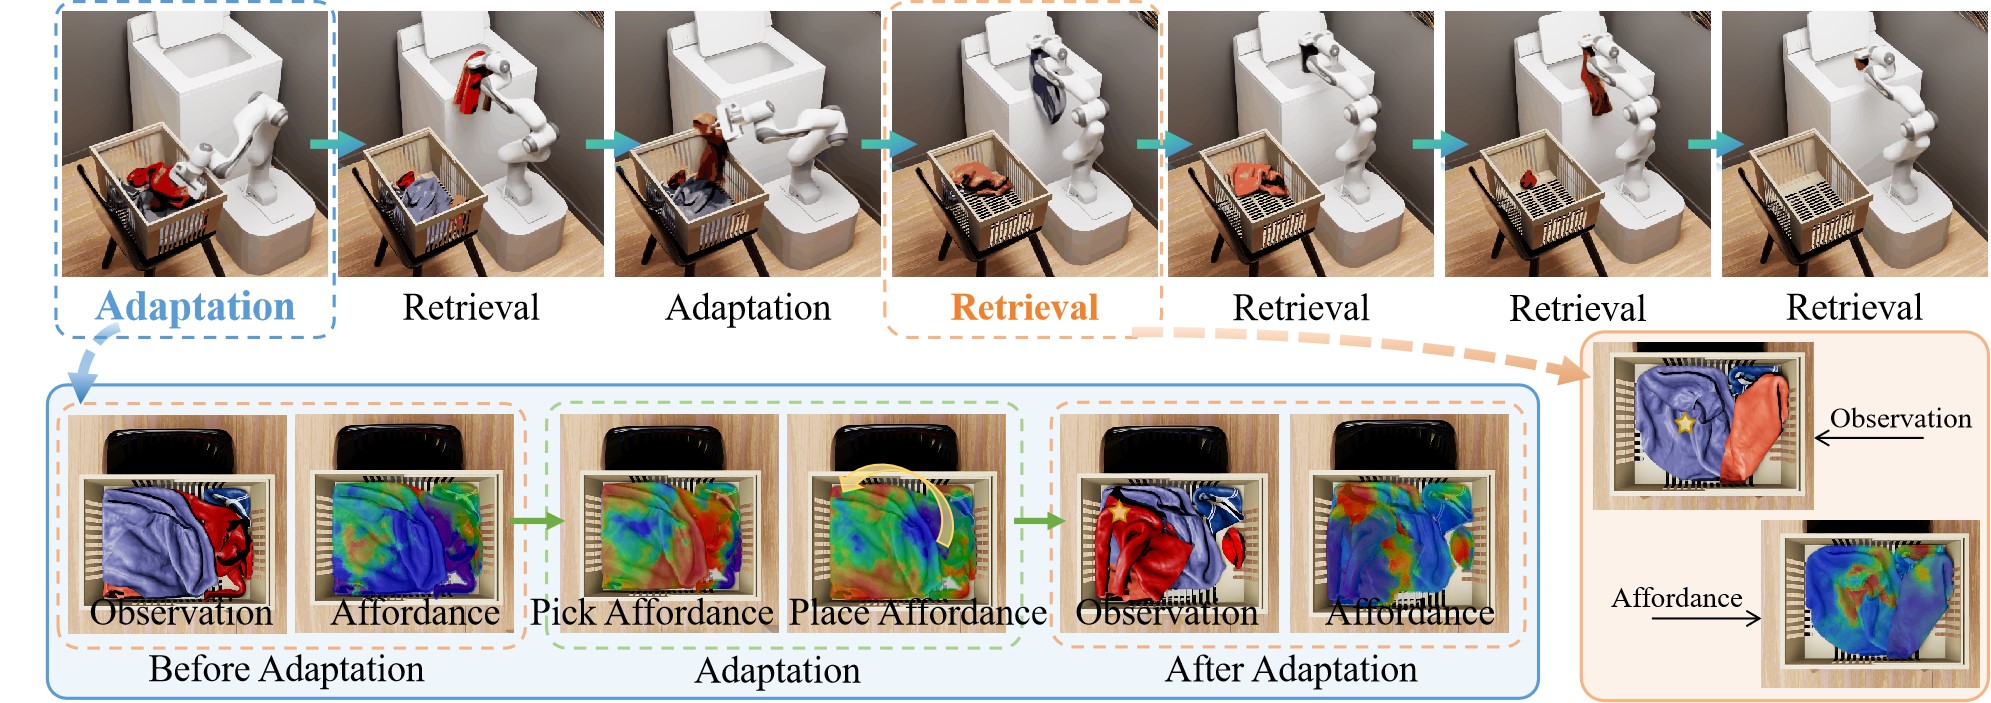 Adaptation
Retrieval
Adaptation
Retrieval
Retrieval
Retrieval
Retrieval
Observation
Affordance
Pick Affordance
Place Affordance
Observation
Affordance
Before Adaptation
Adaptation
After Adaptation
Observation
Affordance